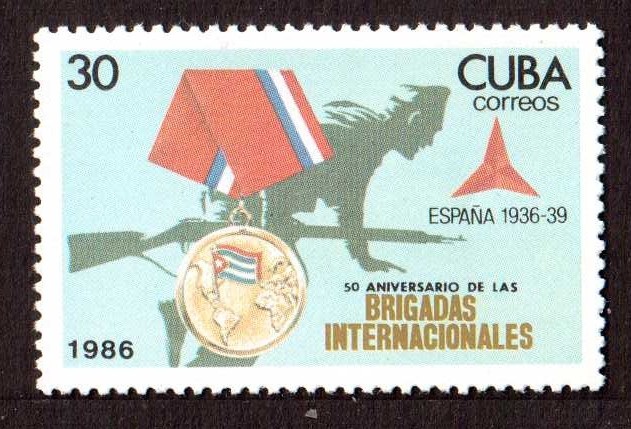 30
CUBA
correos
ESPAÑA 1936-39
50 ANIVERSARIO DE LAS
BRIGADAS
INTERNACIONALES
1986